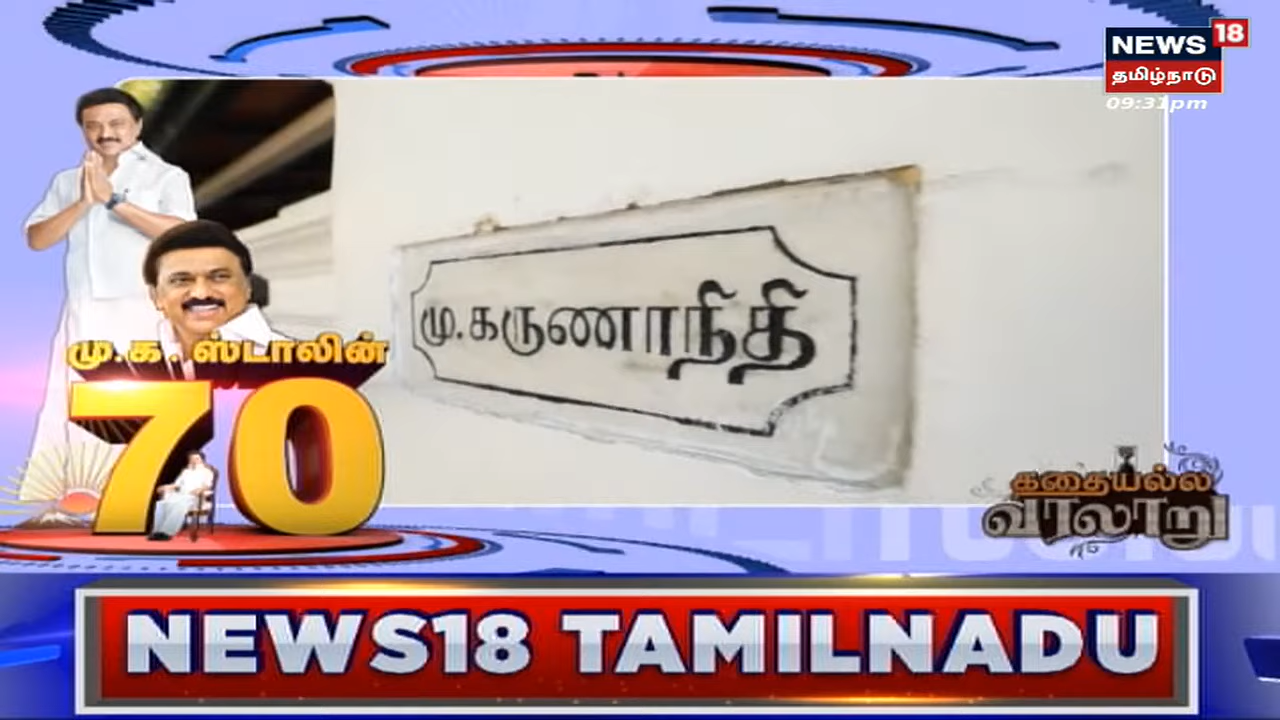 NEWS 18
தமிழ்நாடு
09:31pm
மு.கருணாநிதி
மு.க. ஸ்டாலின்
70
கதையல்ல
வரலாறு
NEWS18 TAMILNADU